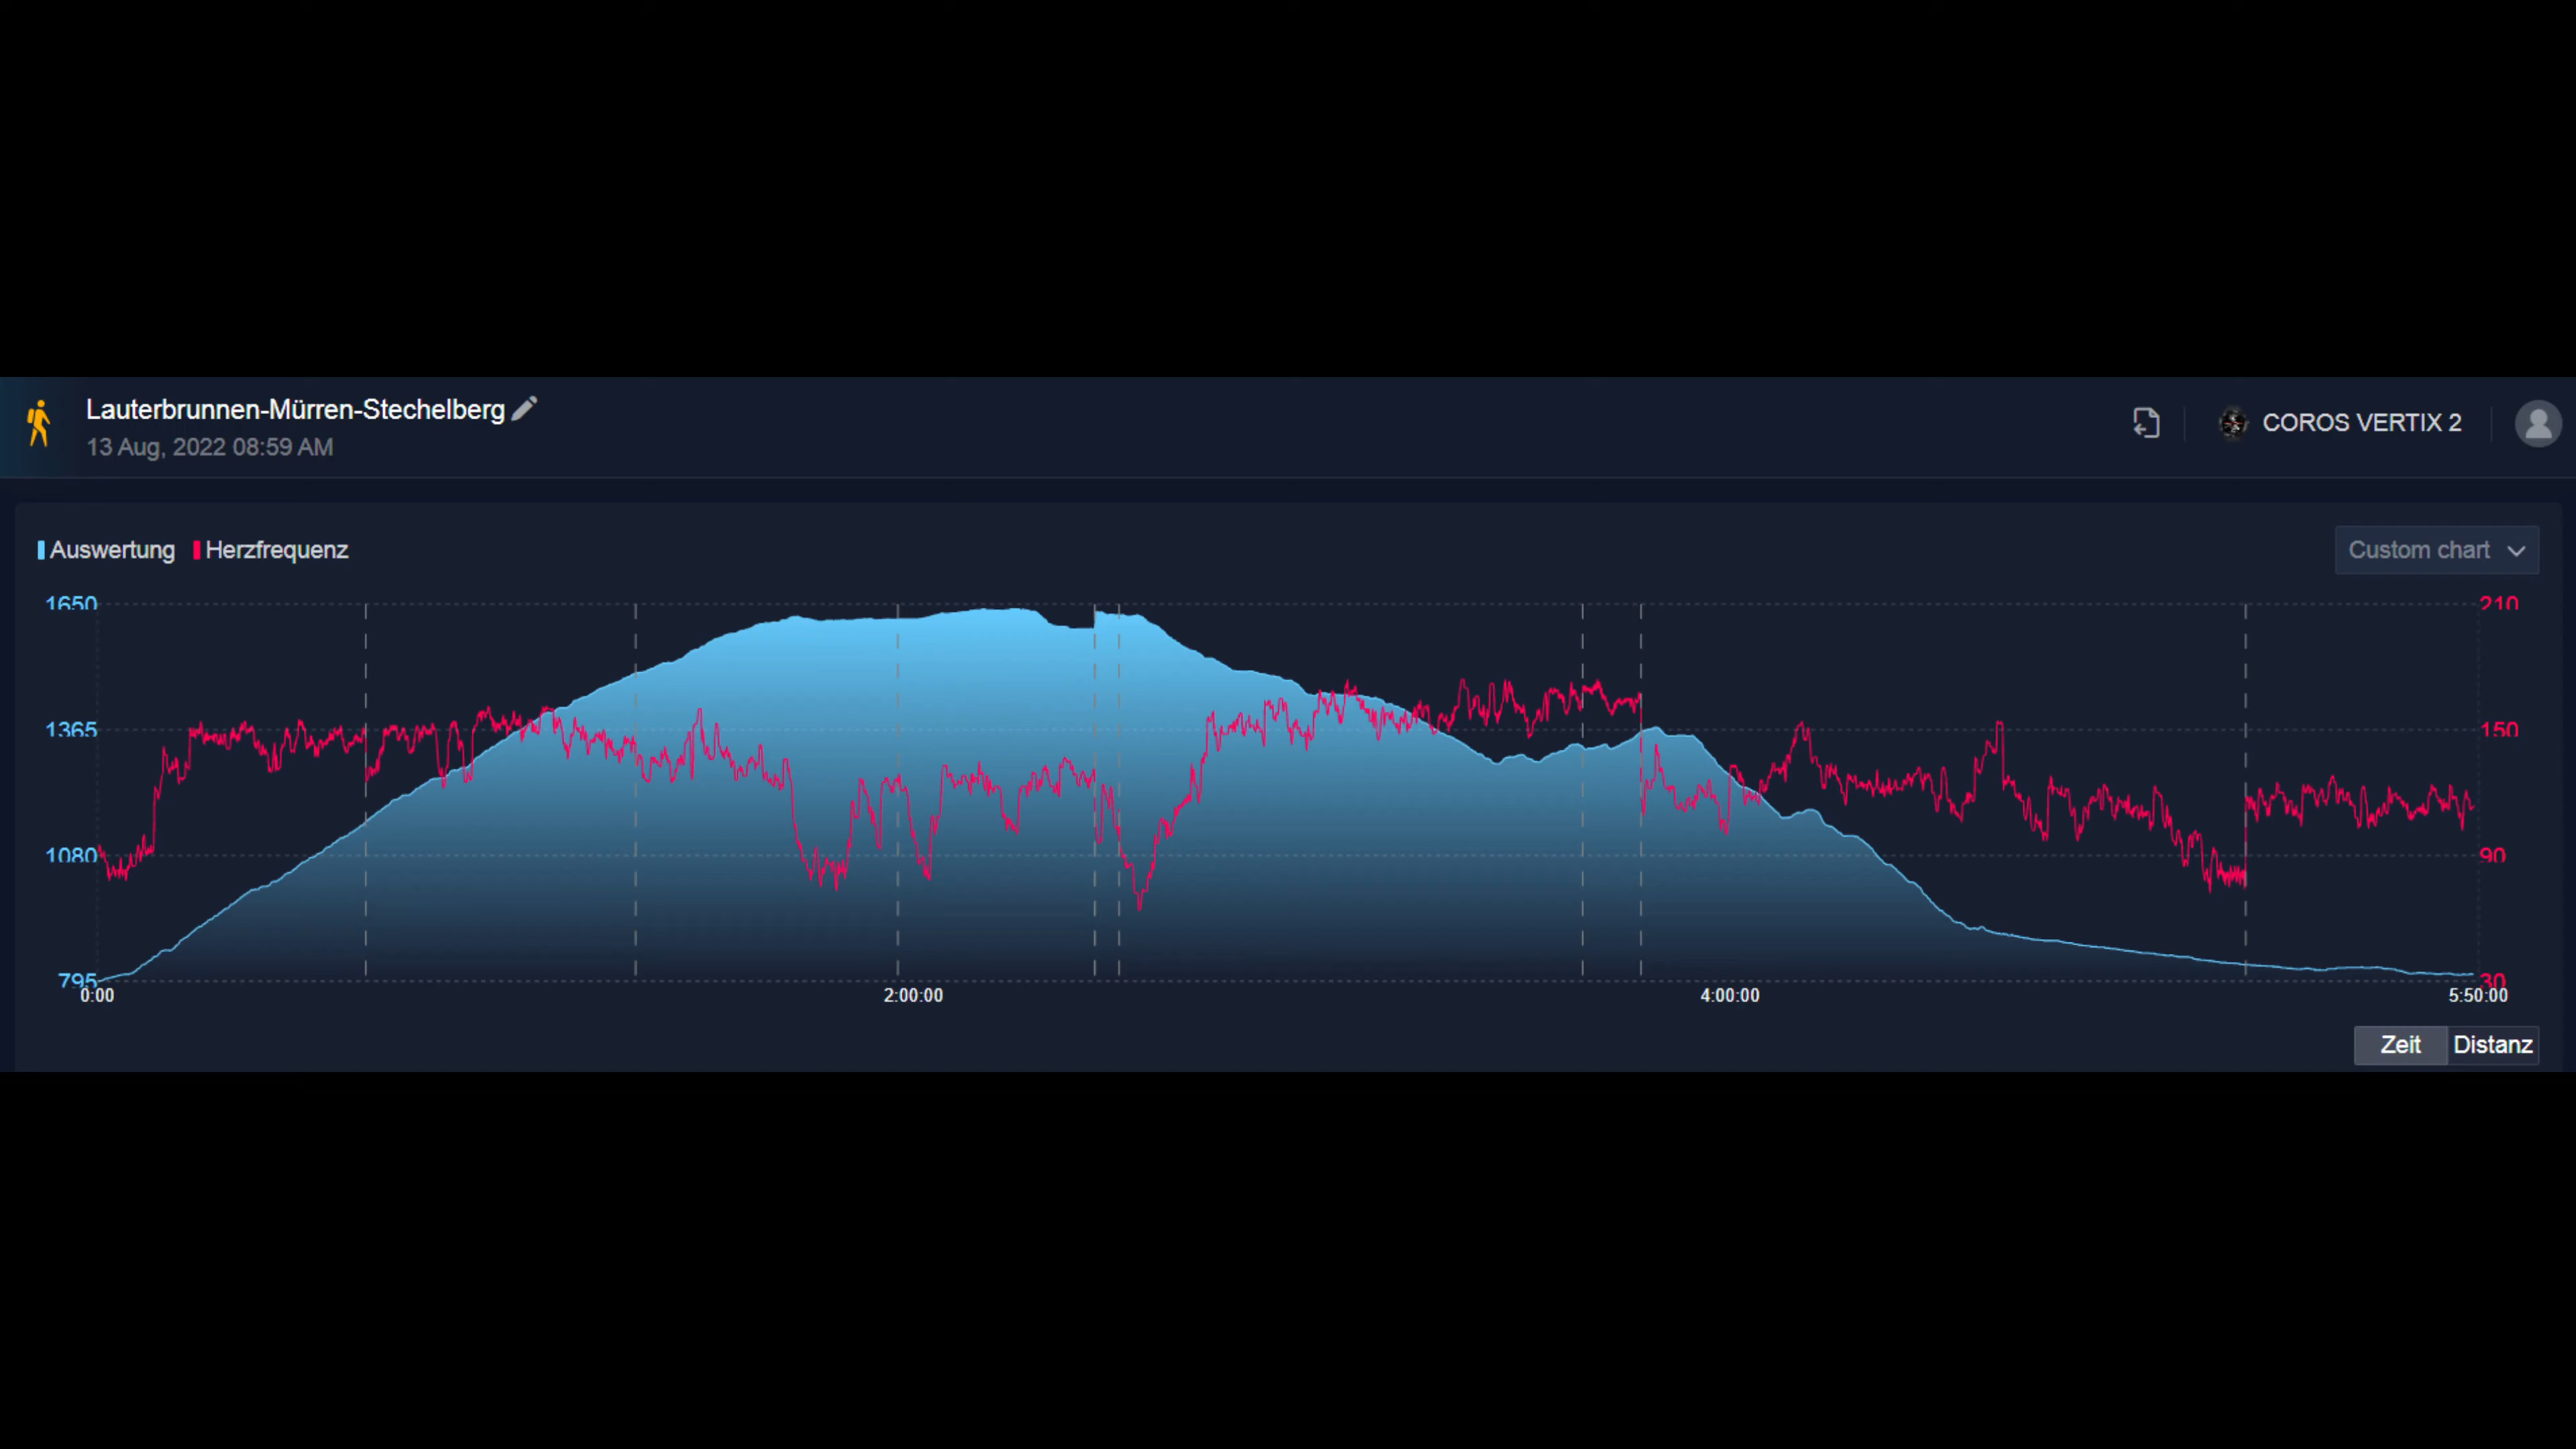 Lauterbrunnen-Mürren-Stechelberg
13 Aug, 2022 08:59 AM
COROS VERTIX 2
Auswertung Herzfrequenz
Custom chart
1650 210
1365 150
1080 90
795 30
0:00 2:00:00 4:00:00 5:50:00
Zeit Distanz